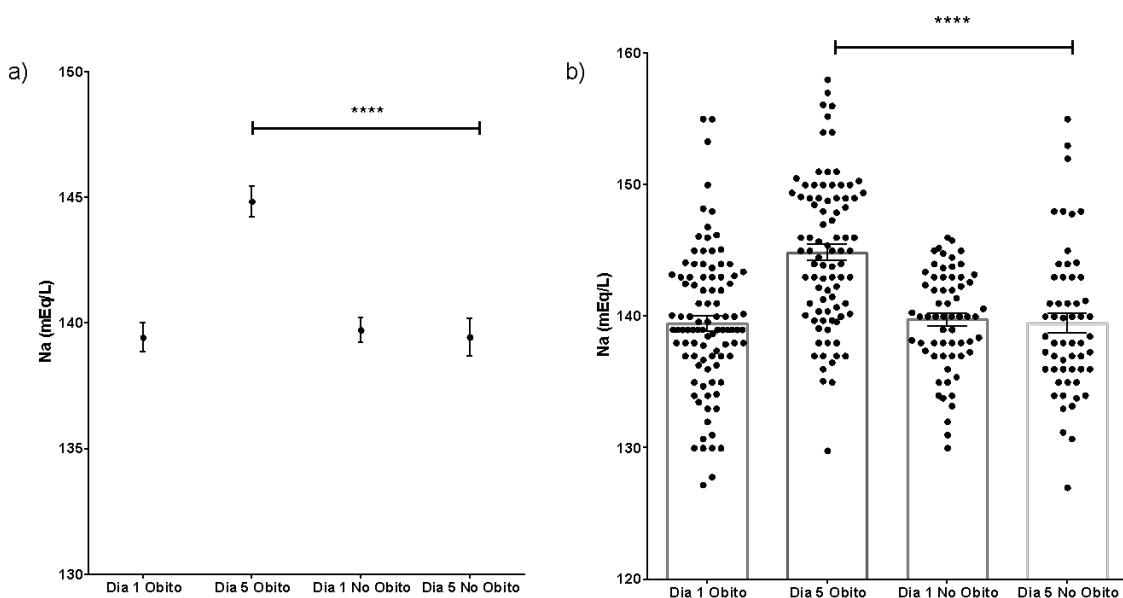 a)
Na (mEq/L)
150
145
140
135
130
****
Dia 1 Obito
Dia 5 Obito
Dia 1 No Obito
Dia 5 No Obito
b)
Na (mEq/L)
160
150
140
130
120
****
Dia 1 Obito
Dia 5 Obito
Dia 1 No Obito
Dia 5 No Obito